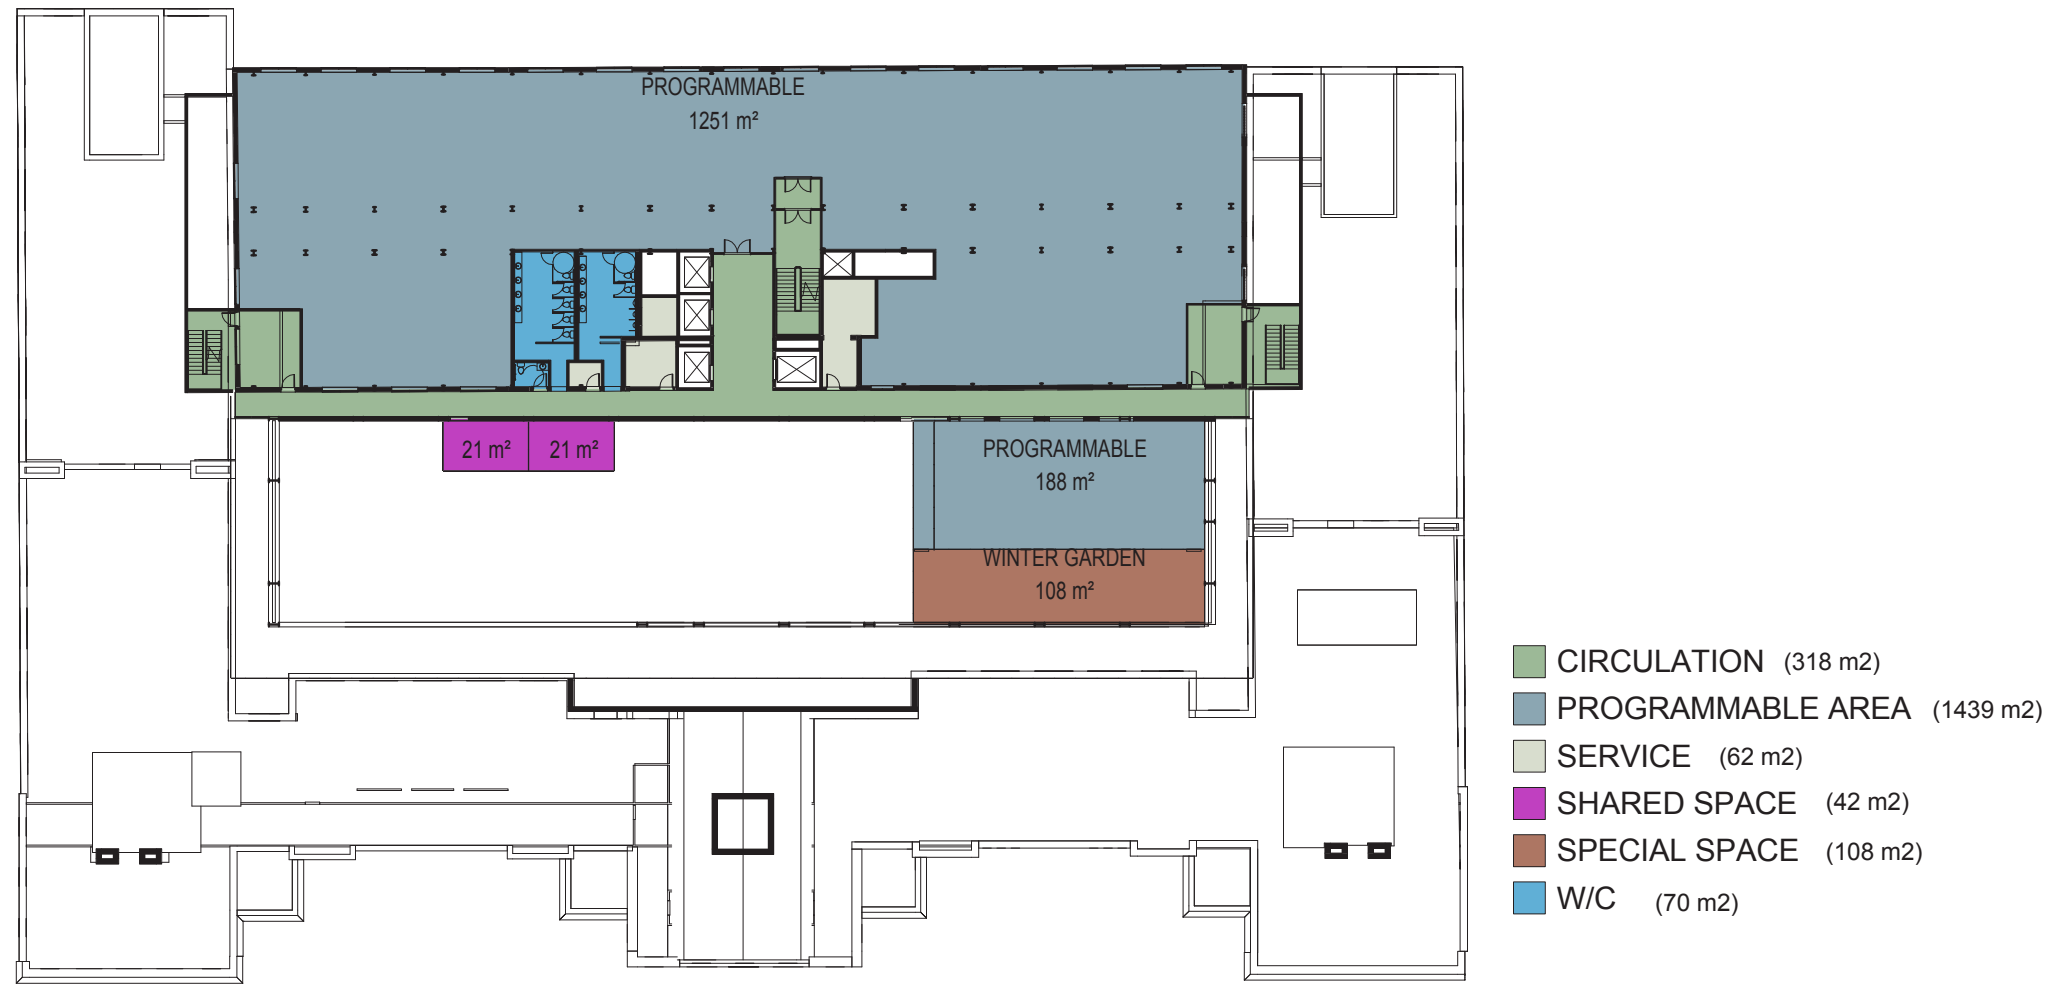 PROGRAMMABLE
1251 m²
21 m²
21 m²
PROGRAMMABLE
188 m²
WINTER GARDEN
108 m²
CIRCULATION (318 m2)
PROGRAMMABLE AREA (1439 m2)
SERVICE (62 m2)
SHARED SPACE (42 m2)
SPECIAL SPACE (108 m2)
W/C (70 m2)